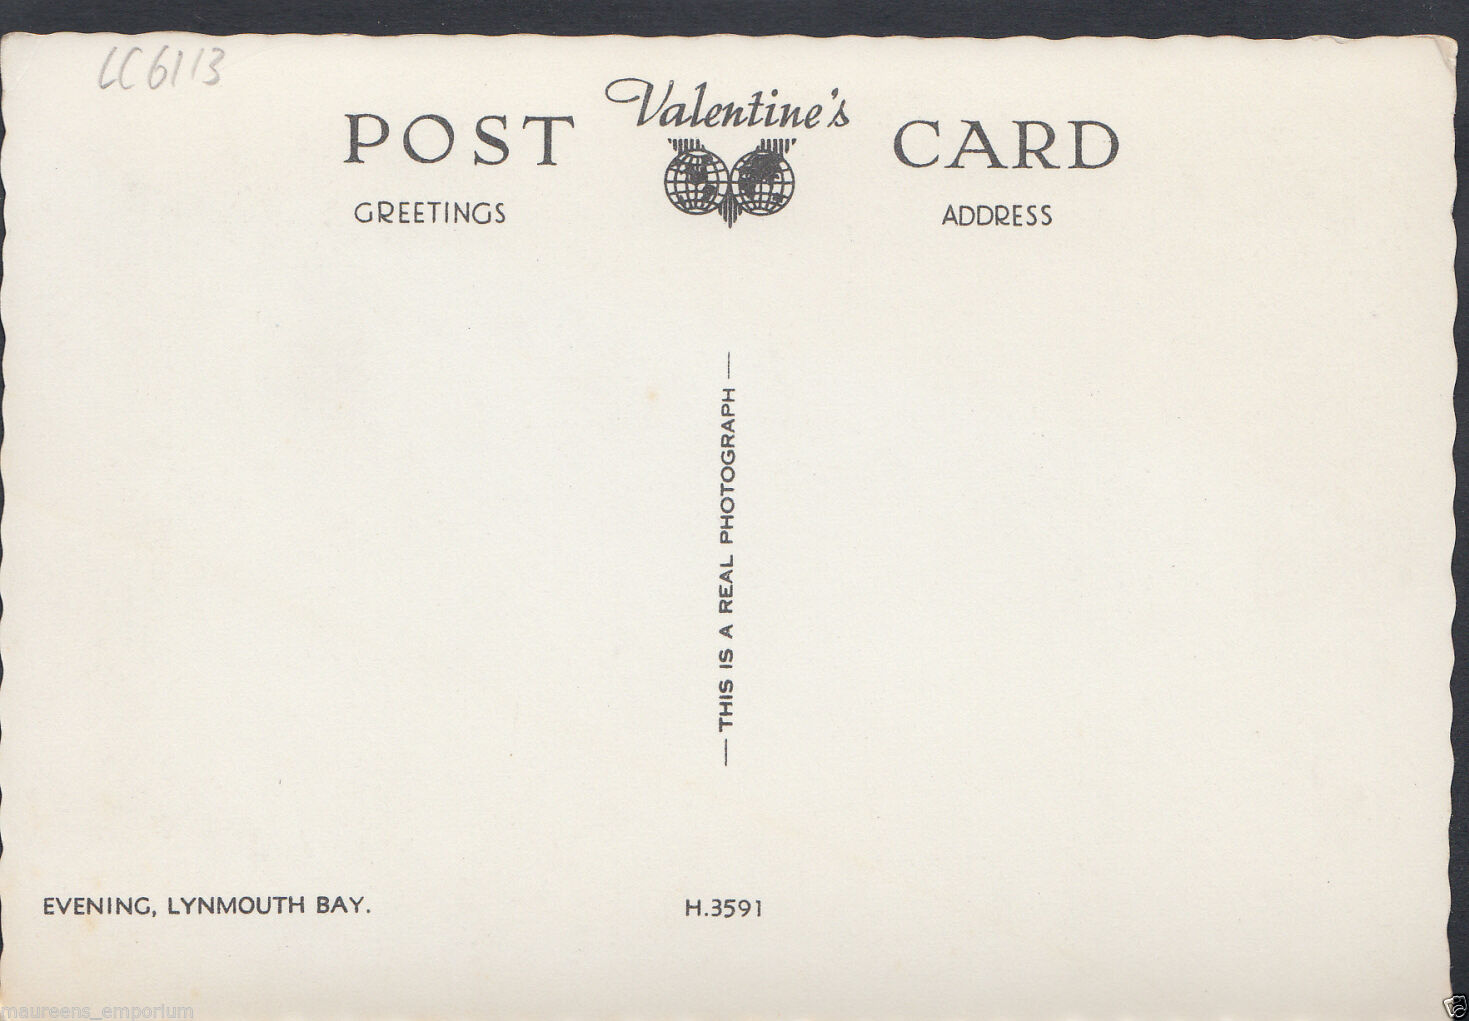 LC6113
Valentine's
POST CARD
GREETINGS
ADDRESS
— THIS IS A REAL PHOTOGRAPH —
EVENING, LYNMOUTH BAY.
H.3591
maureens_emporium